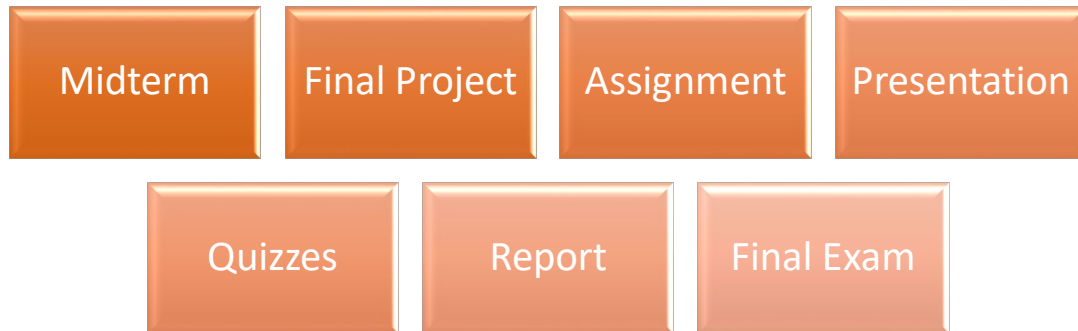 Midterm
Final Project
Assignment
Presentation
Quizzes
Report
Final Exam